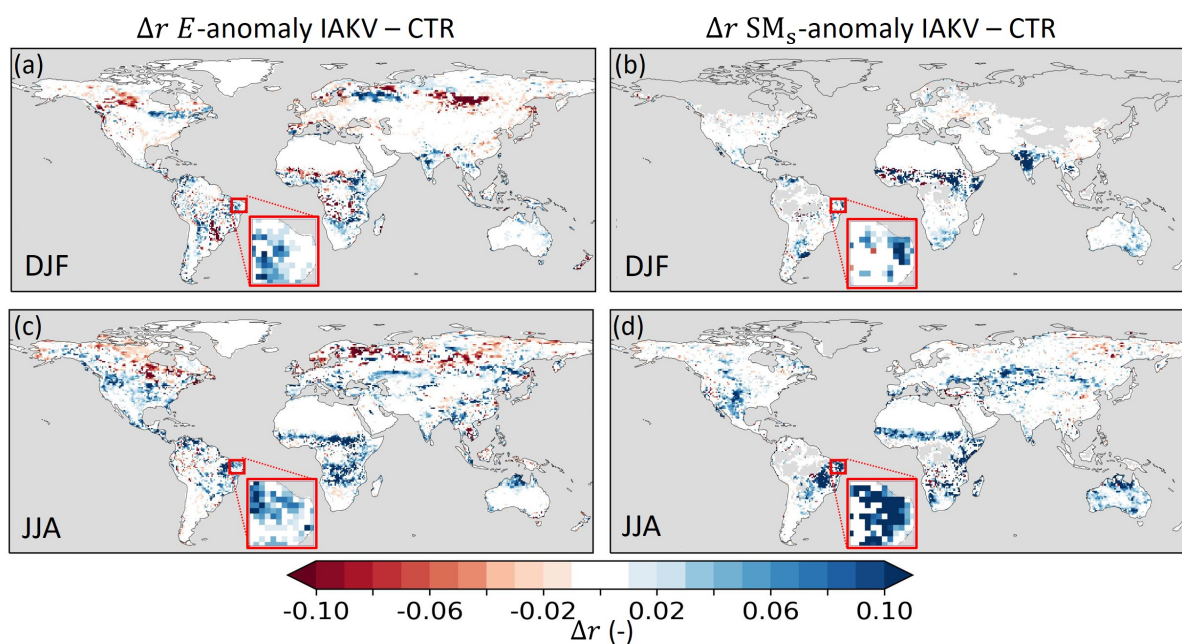 Δr E-anomaly IAKV – CTR
Δr SMs-anomaly IAKV – CTR
(a)
DJF
(b)
DJF
(c)
JJA
(d)
JJA
-0.10 -0.06 -0.02 0.02 0.06 0.10
Δr (-)